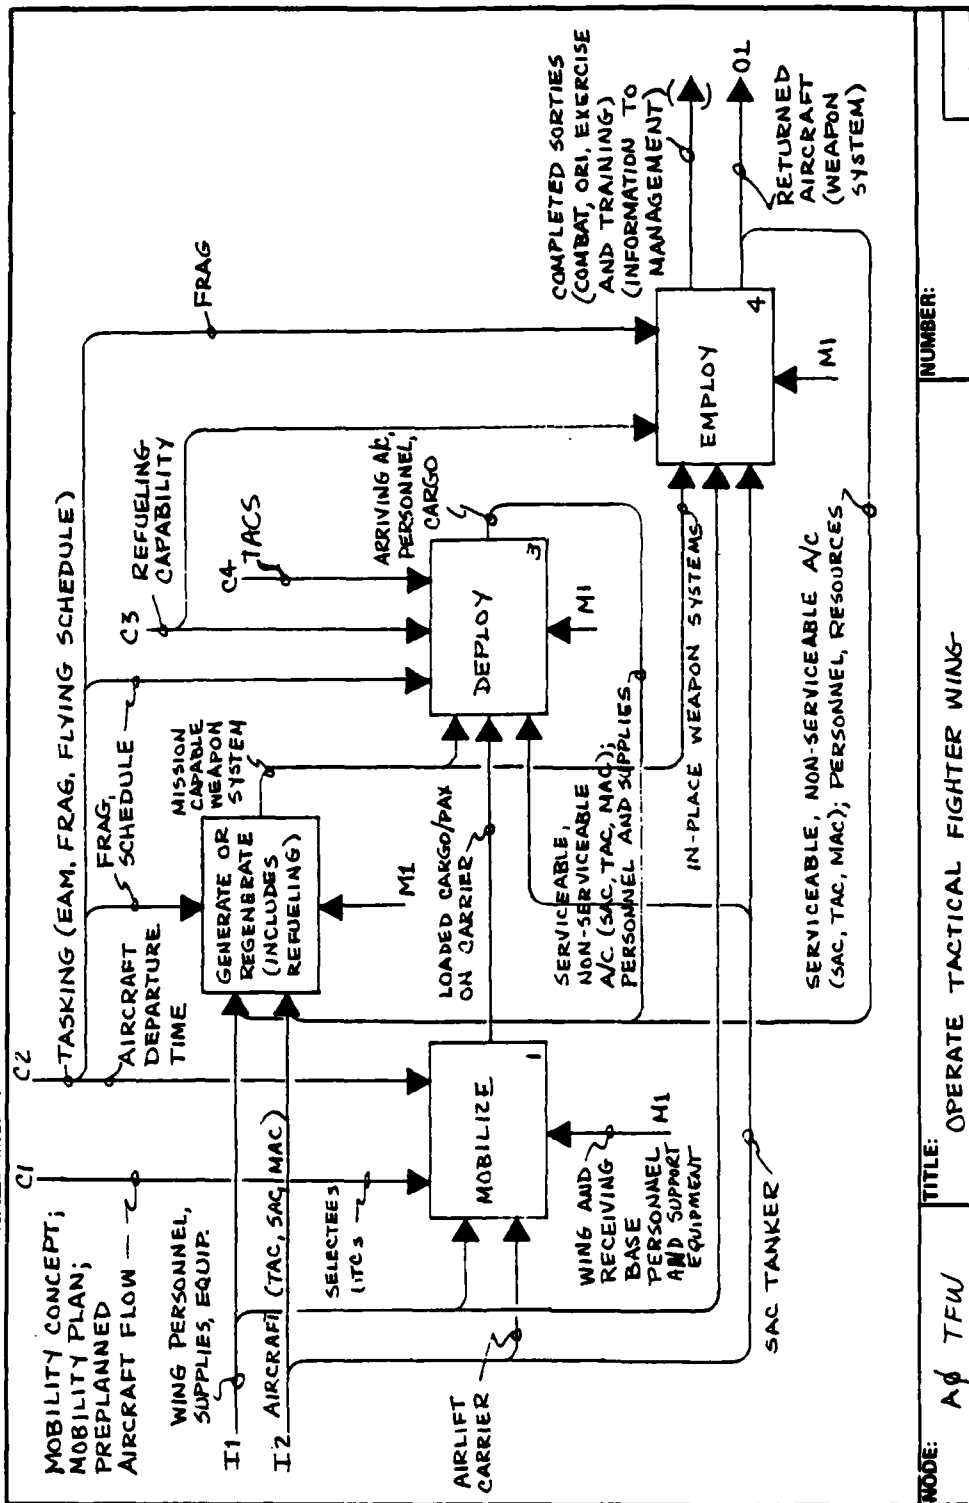 C1
C2
MOBILITY CONCEPT;
MOBILITY PLAN;
PREPLANNED
AIRCRAFT FLOW
TASKING (EAM, FRAG, FLYING SCHEDULE)
AIRCRAFT
DEPARTURE
TIME
FRAG,
SCHEDULE
C3
REFUELING
CAPABILITY
C4
TACS
FRAG
WING PERSONNEL,
SUPPLIES, EQUIP.
I1
I2
AIRCRAFT (TAC, SAC, MAC)
GENERATE OR
REGENERATE
(INCLUDES
REFUELING)
M1
MISSION
CAPABLE
WEAPON
SYSTEM
SELECTEES
LTCs
AIRLIFT
CARRIER
MOBILIZE
1
WING AND
RECEIVING
BASE
PERSONNEL
AND SUPPORT
EQUIPMENT
M1
LOADED CARGO/PAX
ON CARRIER
DEPLOY
3
M1
ARRIVING A/C,
PERSONNEL,
CARGO
SERVICEABLE,
NON-SERVICEABLE
A/C (SAC, TAC, MAC);
PERSONNEL AND SUPPLIES
IN-PLACE WEAPON SYSTEMS
EMPLOY
4
M1
COMPLETED SORTIES
(COMBAT, ORI, EXERCISE
AND TRAINING)
(INFORMATION TO
MANAGEMENT)
O1
RETURNED
AIRCRAFT
(WEAPON
SYSTEM)
SAC TANKER
SERVICEABLE, NON-SERVICEABLE A/C
(SAC, TAC, MAC); PERSONNEL, RESOURCES
NODE:
AØ TFW
TITLE:
OPERATE TACTICAL FIGHTER WING
NUMBER: